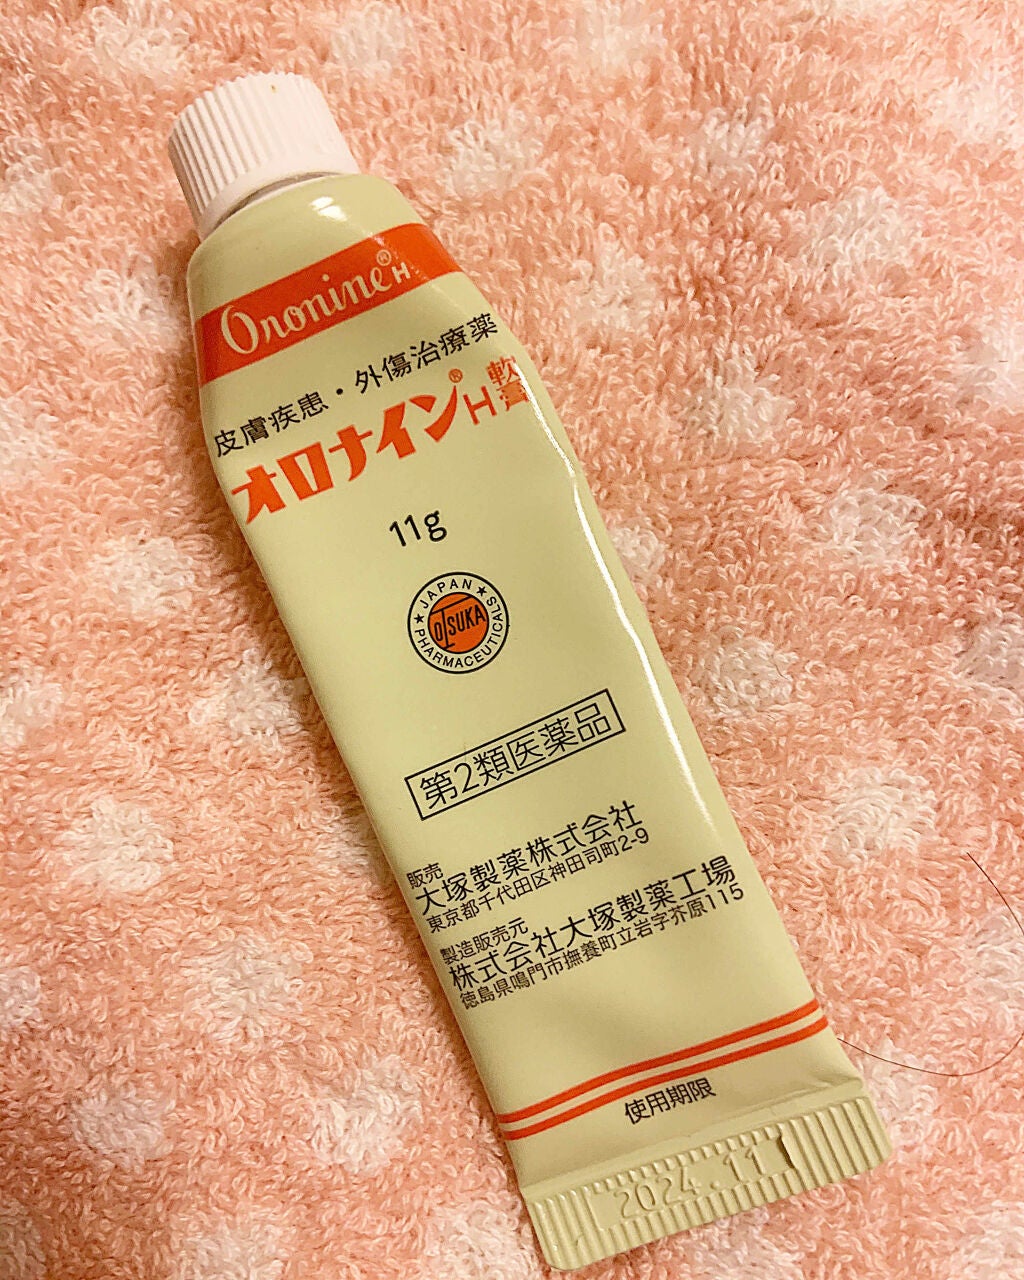 Oronine® H
皮膚疾患・外傷治療薬
オロナイン®H軟膏
11g
★ JAPAN ★
OTSUKA
PHARMACEUTICALS
第2類医薬品
販売
大塚製薬株式会社
東京都千代田区神田司町2-9
製造販売元
株式会社大塚製薬工場
徳島県鳴門市撫養町立岩字芥原115
使用期限
2024.11